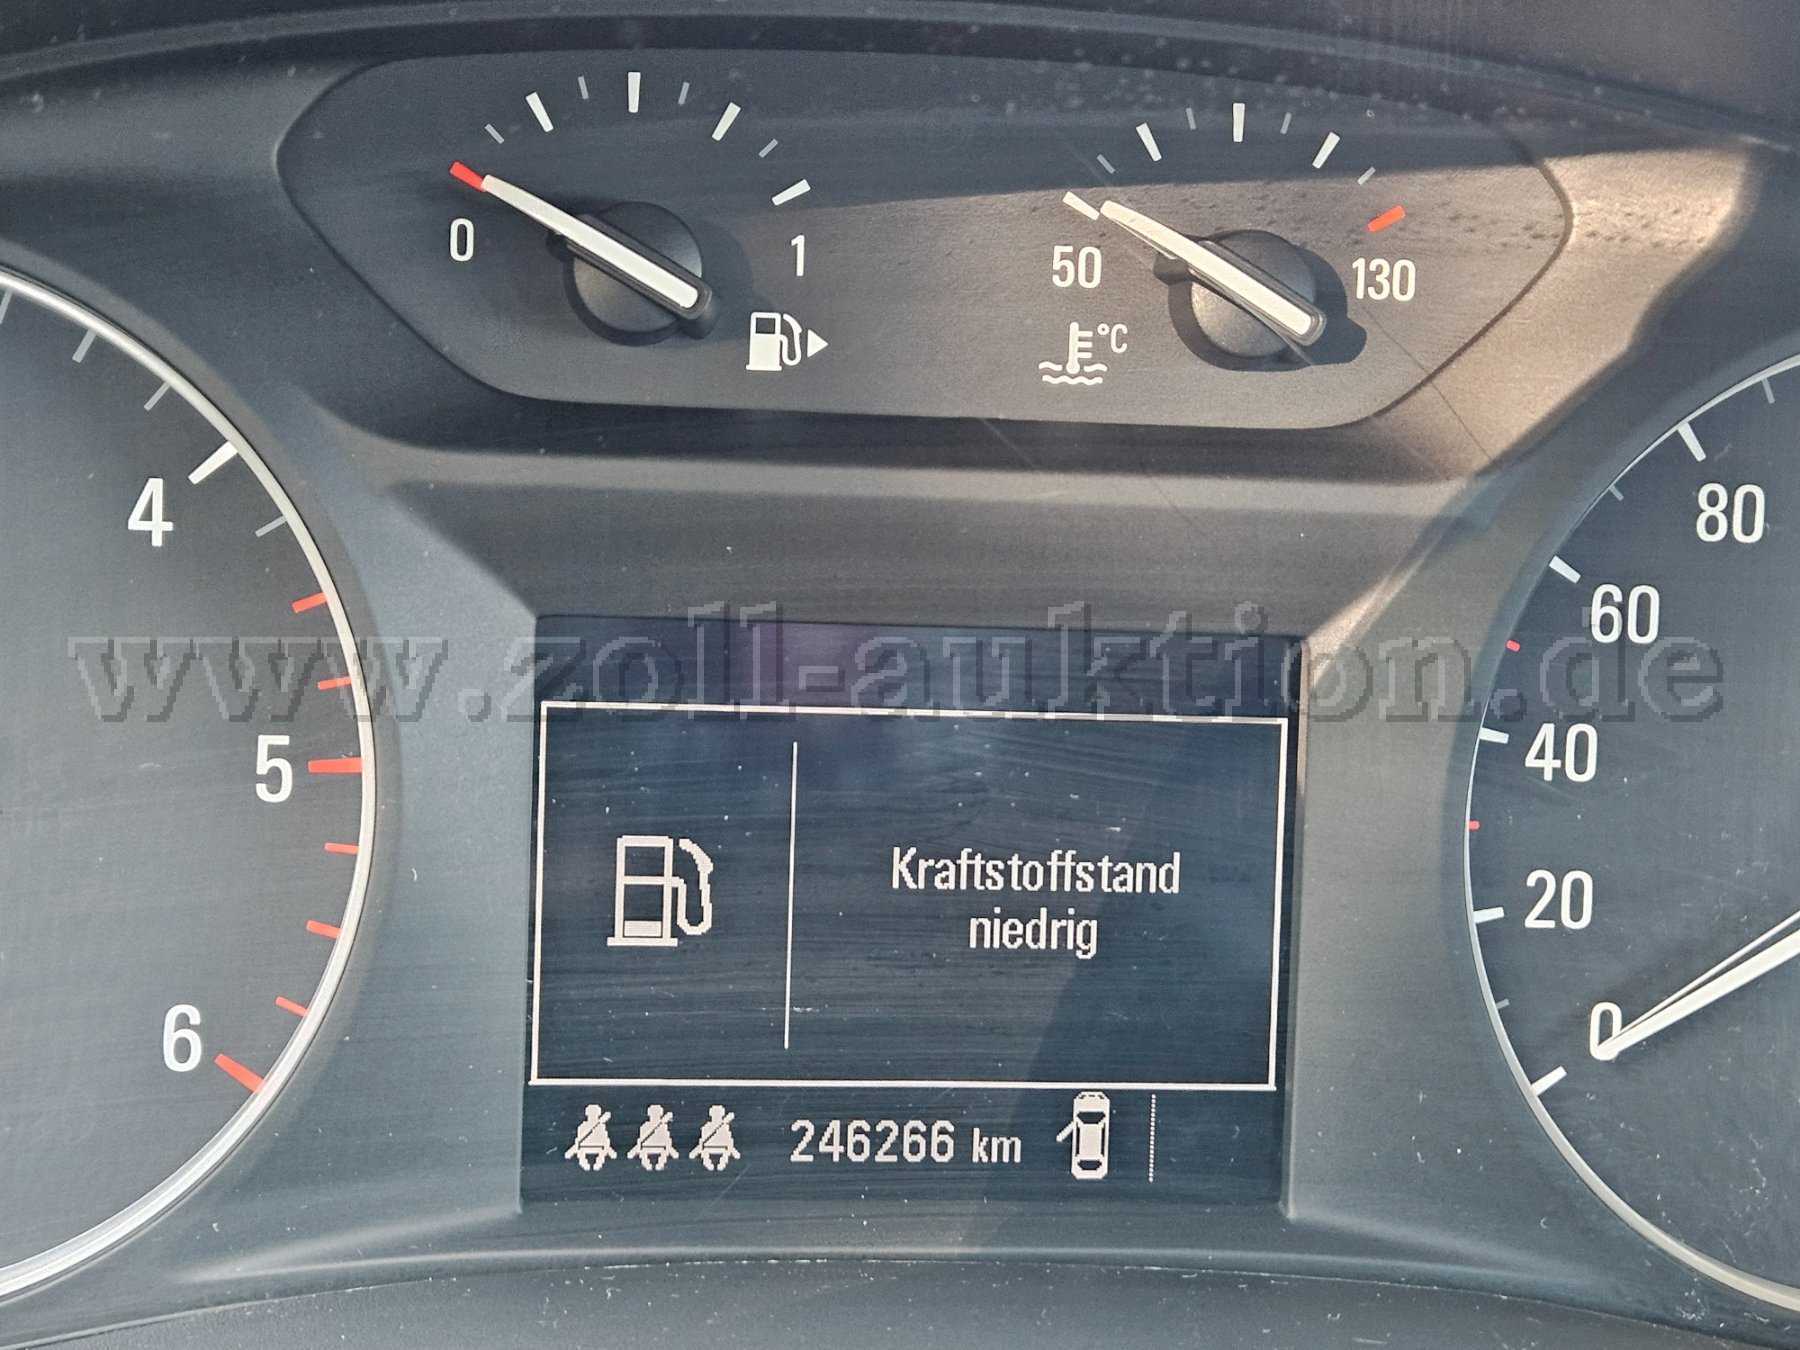 0
1
50
130
°C
4
5
6
80
60
40
20
0
www.zoll-auktion.de
Kraftstoffstand
niedrig
246266 km